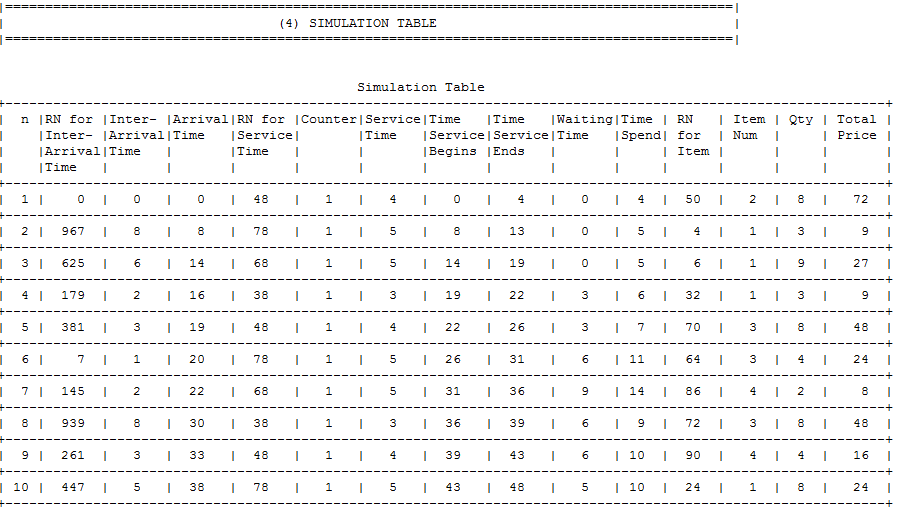 (4) SIMULATION TABLE
Simulation Table
| n |RN for |Inter- |Arrival|RN for |Counter|Service|Time |Time |Waiting|Time | RN | Item | Qty | Total |
| |Inter- |Arrival|Time |Service| |Time |Service|Service|Time |Spend| for | Num | | Price |
| |Arrival|Time | |Time | | |Begins |Ends | | | Item | | | |
| |Time | | | | | | | | | | | | | |
| 1 | 0 | 0 | 0 | 48 | 1 | 4 | 0 | 4 | 0 | 4 | 50 | 2 | 8 | 72 |
| 2 | 967 | 8 | 8 | 78 | 1 | 5 | 8 | 13 | 0 | 5 | 4 | 1 | 3 | 9 |
| 3 | 625 | 6 | 14 | 68 | 1 | 5 | 14 | 19 | 0 | 5 | 6 | 1 | 9 | 27 |
| 4 | 179 | 2 | 16 | 38 | 1 | 3 | 19 | 22 | 3 | 6 | 32 | 1 | 3 | 9 |
| 5 | 381 | 3 | 19 | 48 | 1 | 4 | 22 | 26 | 3 | 7 | 70 | 3 | 8 | 48 |
| 6 | 7 | 1 | 20 | 78 | 1 | 5 | 26 | 31 | 6 | 11 | 64 | 3 | 4 | 24 |
| 7 | 145 | 2 | 22 | 68 | 1 | 5 | 31 | 36 | 9 | 14 | 86 | 4 | 2 | 8 |
| 8 | 939 | 8 | 30 | 38 | 1 | 3 | 36 | 39 | 6 | 9 | 72 | 3 | 8 | 48 |
| 9 | 261 | 3 | 33 | 48 | 1 | 4 | 39 | 43 | 6 | 10 | 90 | 4 | 4 | 16 |
| 10 | 447 | 5 | 38 | 78 | 1 | 5 | 43 | 48 | 5 | 10 | 24 | 1 | 8 | 24 |